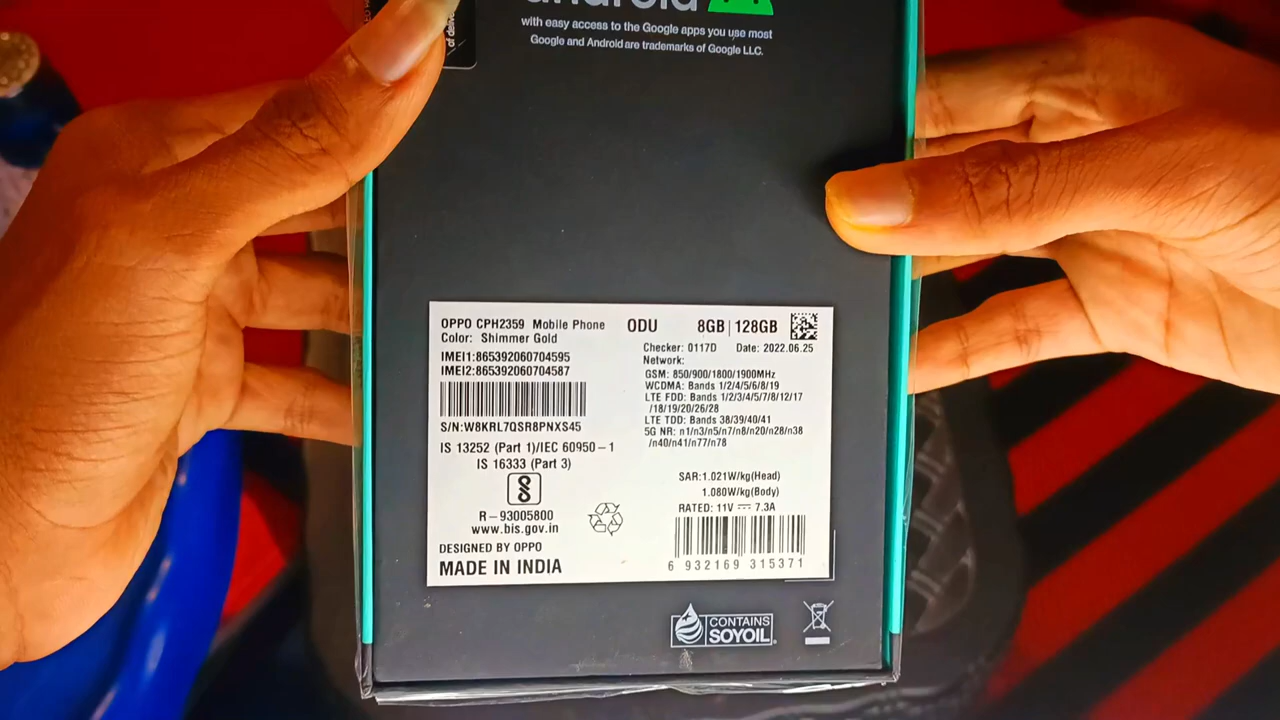 android
with easy access to the Google apps you use most
Google and Android are trademarks of Google LLC.
OPPO CPH2359 Mobile Phone ODU 8GB | 128GB
Color: Shimmer Gold
Checker: 0117D Date: 2022.06.25
IMEI1:865392060704595
IMEI2:865392060704587
Network:
GSM: 850/900/1800/1900MHz
WCDMA: Bands 1/2/4/5/6/8/19
LTE FDD: Bands 1/2/3/4/5/7/8/12/17
/18/19/20/26/28
LTE TDD: Bands 38/39/40/41
5G NR: n1/n3/n5/n7/n8/n20/n28/n38
/n40/n41/n77/n78
S/N:W8KRL7QSR8PNXS45
IS 13252 (Part 1)/IEC 60950-1
IS 16333 (Part 3)
R-93005800
www.bis.gov.in
DESIGNED BY OPPO
MADE IN INDIA
SAR:1.021W/kg(Head)
1.080W/kg(Body)
RATED: 11V ⎓ 7.3A
6 932169 315371
CONTAINS
SOYOIL